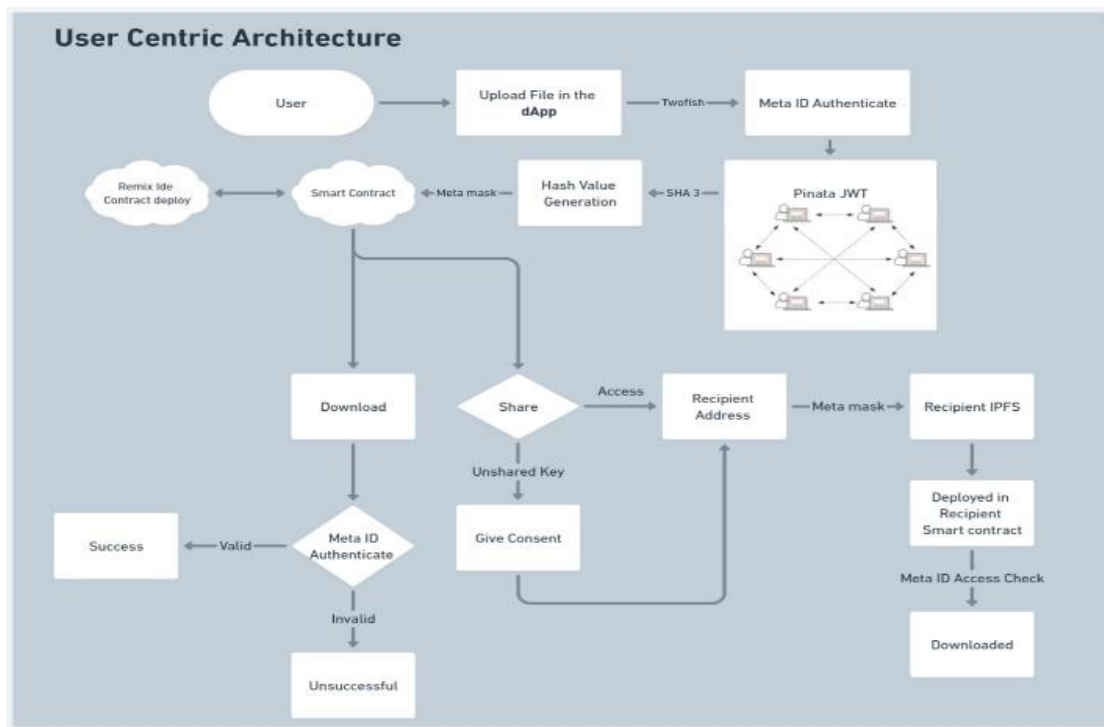 User Centric Architecture
User
Upload File in the
dApp
Twofish
Meta ID Authenticate
Remix Ide
Contract deploy
Smart Contract
Meta mask
Hash Value
Generation
SHA 3
Pinata JWT
Download
Share
Access
Recipient
Address
Meta mask
Recipient IPFS
Unshared Key
Deployed in
Recipient
Smart contract
Success
Valid
Meta ID
Authenticate
Give Consent
Meta ID Access Check
Invalid
Downloaded
Unsuccessful